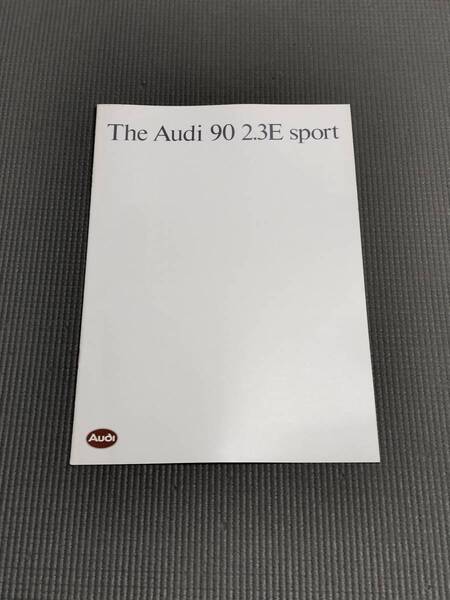 The Audi 90 2.3E sport
Audi